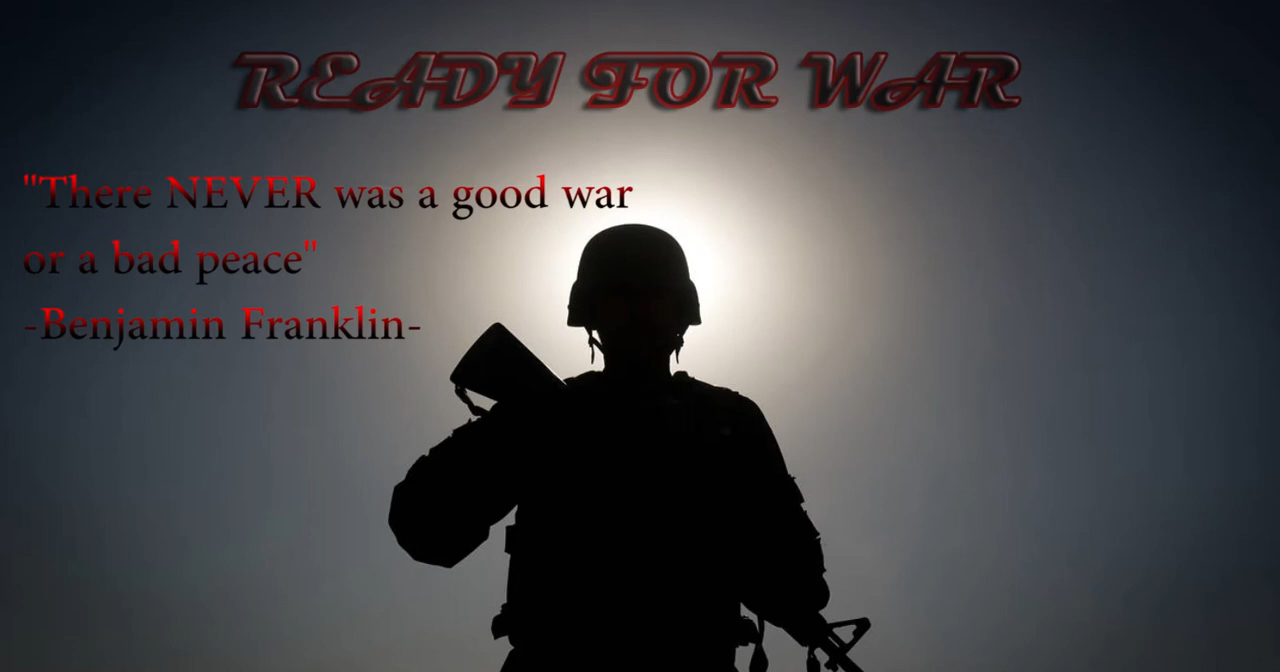 READY FOR WAR
"There NEVER was a good war
or a bad peace"
-Benjamin Franklin-